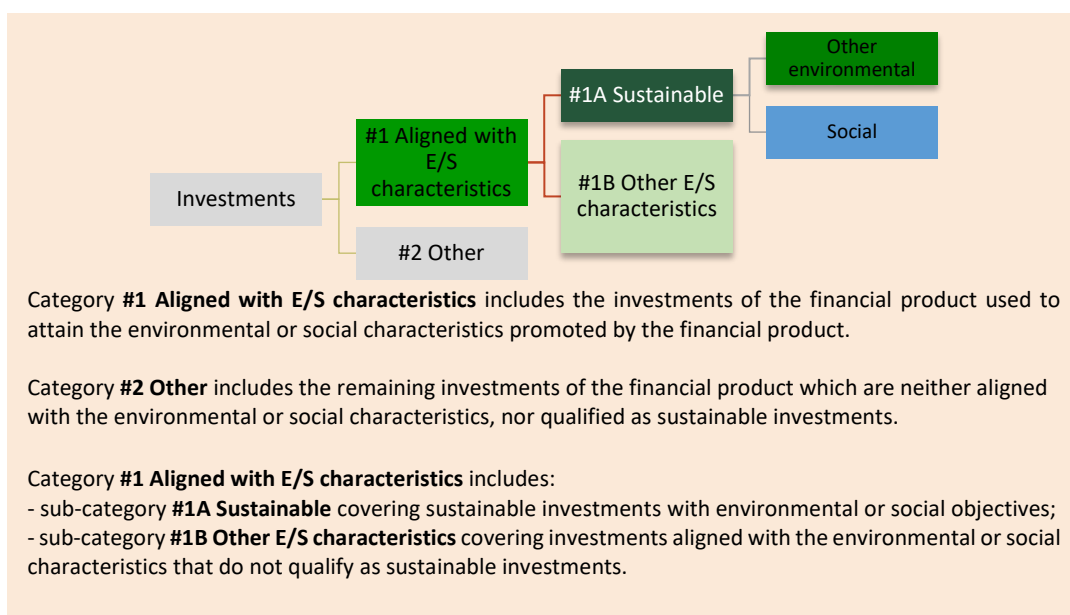 Other
environmental
#1A Sustainable
#1 Aligned with
E/S
characteristics
Social
#1B Other E/S
characteristics
Investments
#2 Other
Category #1 Aligned with E/S characteristics includes the investments of the financial product used to
attain the environmental or social characteristics promoted by the financial product.
Category #2 Other includes the remaining investments of the financial product which are neither aligned
with the environmental or social characteristics, nor qualified as sustainable investments.
Category #1 Aligned with E/S characteristics includes:
- sub-category #1A Sustainable covering sustainable investments with environmental or social objectives;
- sub-category #1B Other E/S characteristics covering investments aligned with the environmental or social
characteristics that do not qualify as sustainable investments.